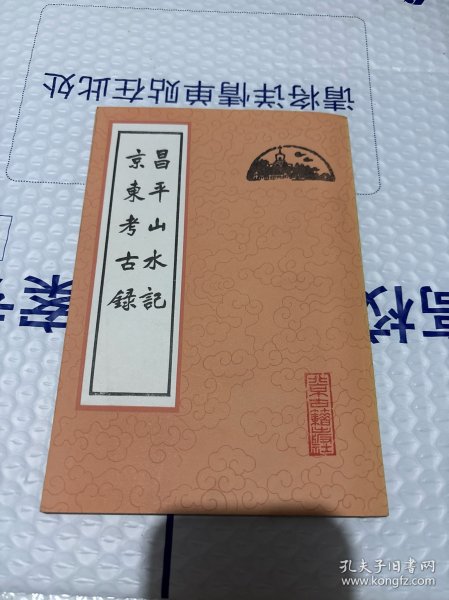 请将详情单贴在此处
昌平山水記
京東考古錄
北京古籍出版社
孔夫子旧书网
www.kongfz.com